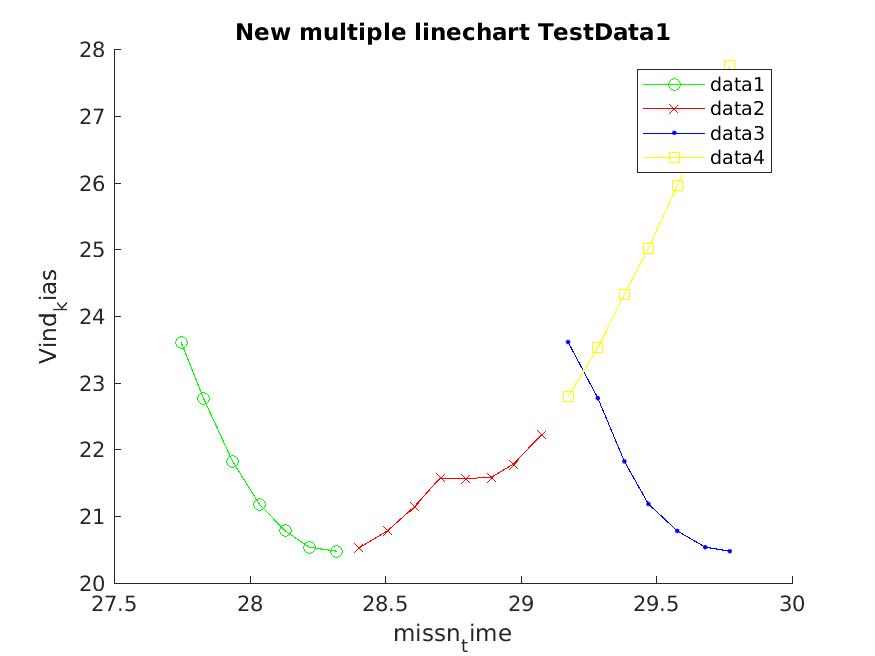 New multiple linechart TestData1
28
27
26
25
24
23
22
21
20
Vind_kias
data1
data2
data3
data4
27.5 28 28.5 29 29.5 30
missn_time